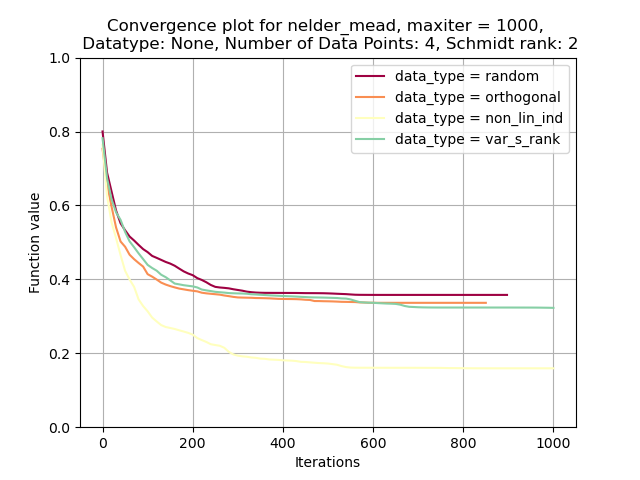 Convergence plot for nelder_mead, maxiter = 1000,
Datatype: None, Number of Data Points: 4, Schmidt rank: 2
data_type = random
data_type = orthogonal
data_type = non_lin_ind
data_type = var_s_rank
1.0
0.8
0.6
0.4
0.2
0.0
Function value
0 200 400 600 800 1000
Iterations